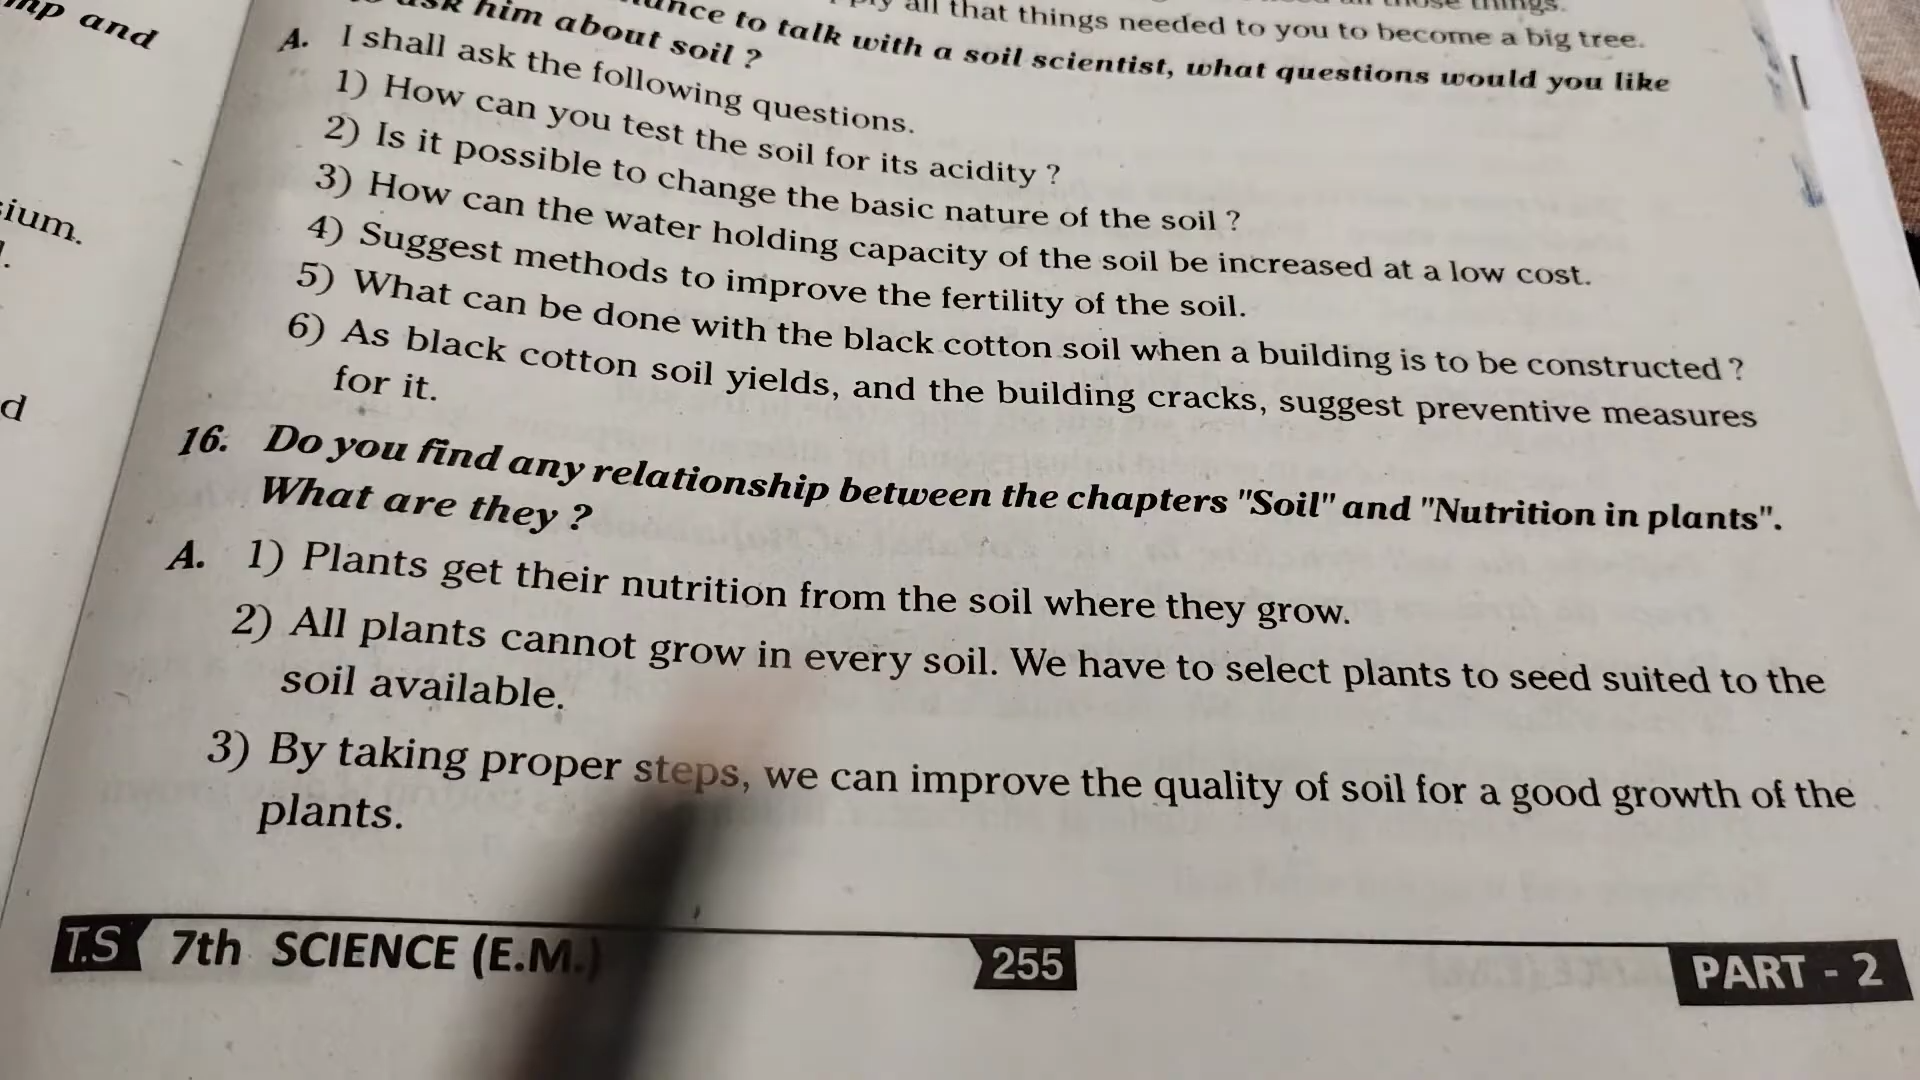 and
ium.
d
all that things needed to you to become a big tree.
to talk with a soil scientist, what questions would you like
him about soil ?
A. I shall ask the following questions.
1) How can you test the soil for its acidity ?
2) Is it possible to change the basic nature of the soil ?
3) How can the water holding capacity of the soil be increased at a low cost.
4) Suggest methods to improve the fertility of the soil.
5) What can be done with the black cotton soil when a building is to be constructed ?
6) As black cotton soil yields, and the building cracks, suggest preventive measures
for it.
16. Do you find any relationship between the chapters "Soil" and "Nutrition in plants".
What are they ?
A. 1) Plants get their nutrition from the soil where they grow.
2) All plants cannot grow in every soil. We have to select plants to seed suited to the
soil available.
3) By taking proper steps, we can improve the quality of soil for a good growth of the
plants.
T.S 7th SCIENCE (E.M.) 255 PART - 2